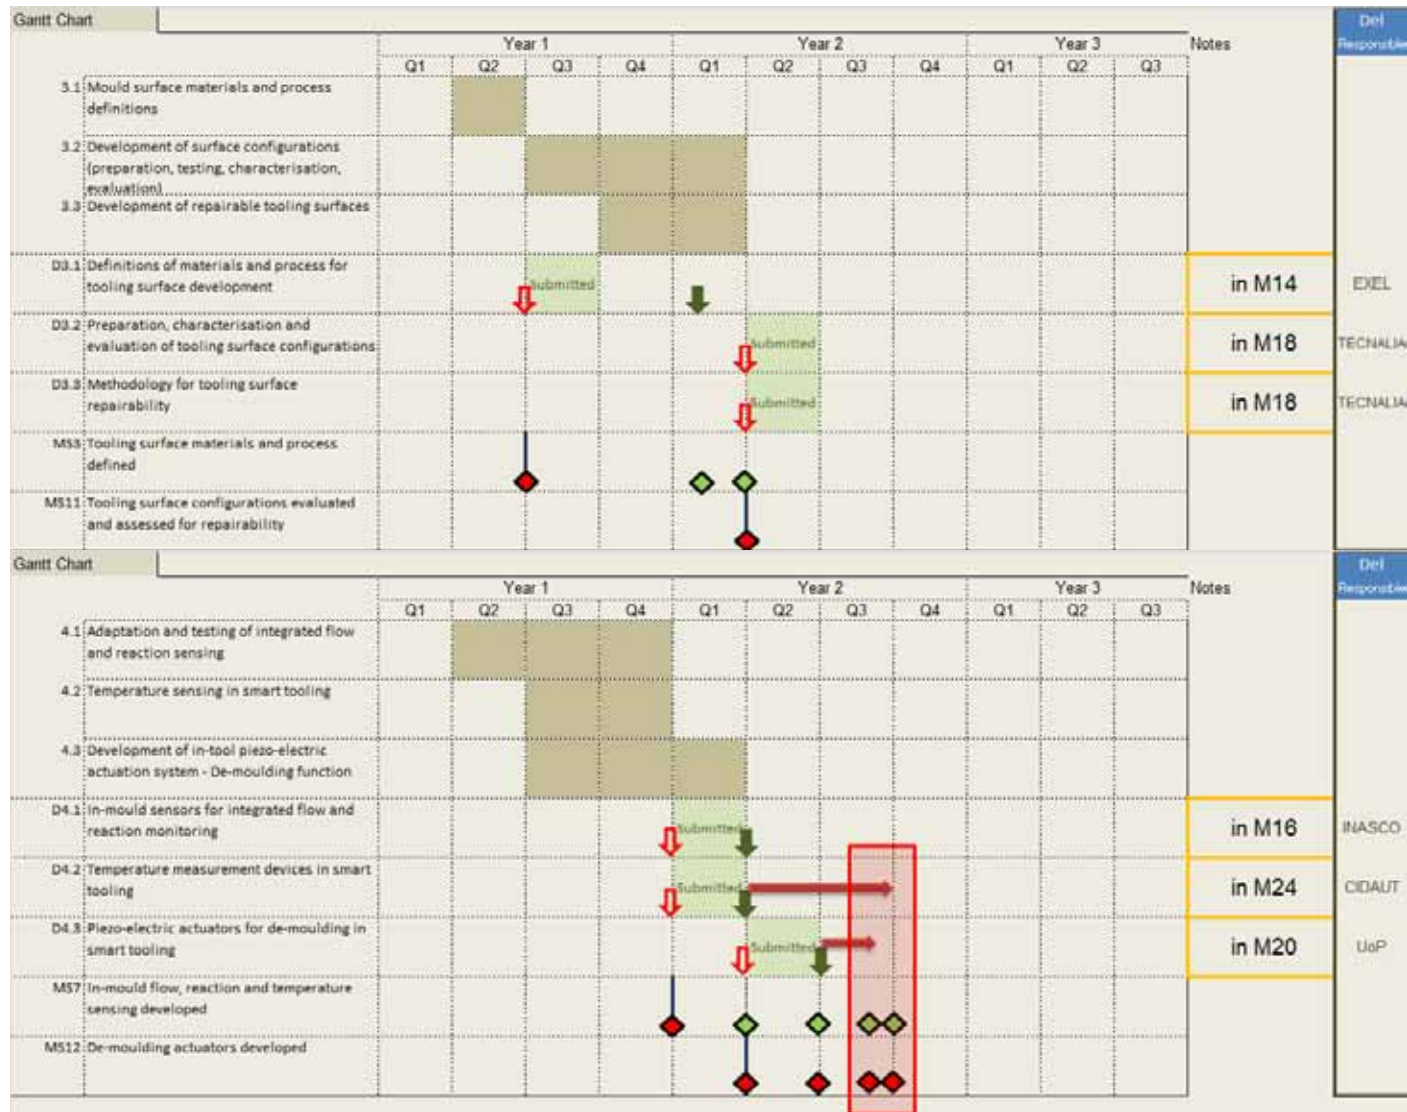 Gantt Chart
Del
Responsible
Year 1 Year 2 Year 3 Notes
Q1 Q2 Q3 Q4 Q1 Q2 Q3 Q4 Q1 Q2 Q3
3.1 Mould surface materials and process
definitions
3.2 Development of surface configurations
(preparation, testing, characterisation,
evaluation)
3.3 Development of repairable tooling surfaces
D3.1 Definitions of materials and process for
tooling surface development
Submitted
in M14
EXEL
D3.2 Preparation, characterisation and
evaluation of tooling surface configurations
Submitted
in M18
TECNALIA
D3.3 Methodology for tooling surface
repairability
Submitted
in M18
TECNALIA
MS3 Tooling surface materials and process
defined
MS11 Tooling surface configurations evaluated
and assessed for repairability
Gantt Chart
Del
Responsible
Year 1 Year 2 Year 3 Notes
Q1 Q2 Q3 Q4 Q1 Q2 Q3 Q4 Q1 Q2 Q3
4.1 Adaptation and testing of integrated flow
and reaction sensing
4.2 Temperature sensing in smart tooling
4.3 Development of in-tool piezo-electric
actuation system - De-moulding function
D4.1 In-mould sensors for integrated flow and
reaction monitoring
Submitted
in M16
INASCO
D4.2 Temperature measurement devices in smart
tooling
Submitted
in M24
CIDAUT
D4.3 Piezo-electric actuators for de-moulding in
smart tooling
Submitted
in M20
UoP
MS7 In-mould flow, reaction and temperature
sensing developed
MS12 De-moulding actuators developed